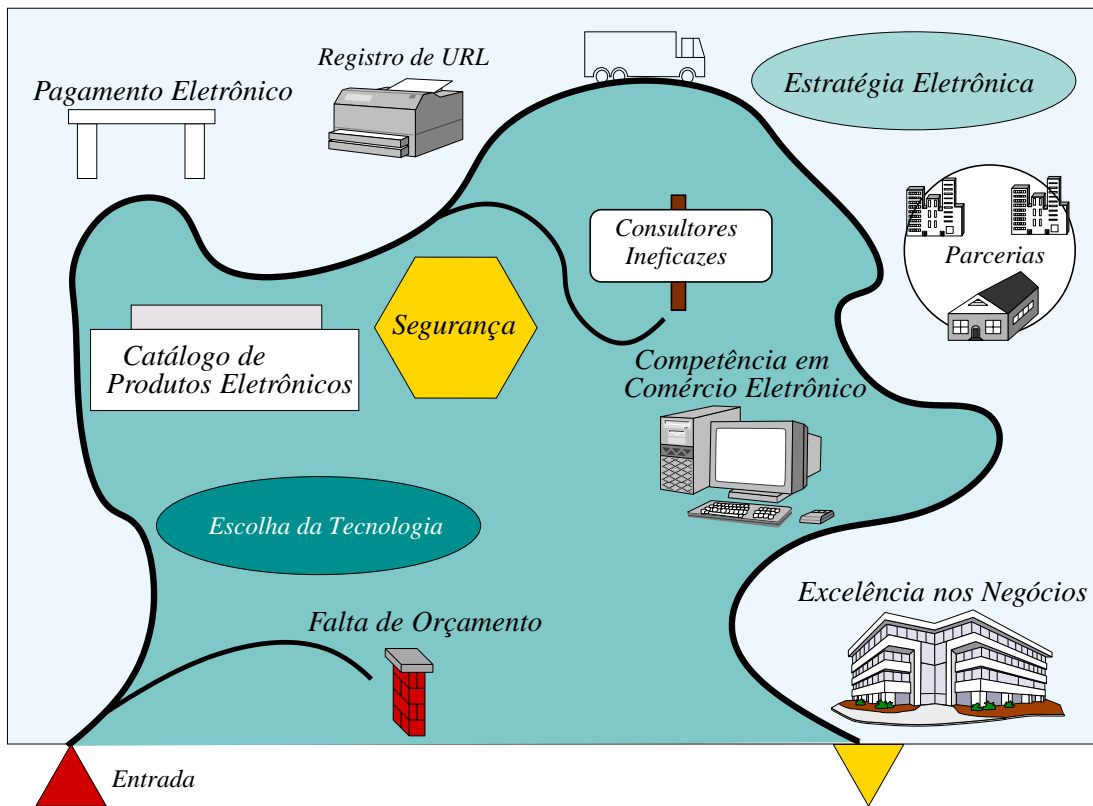 Registro de URL
Pagamento Eletrônico
Estratégia Eletrônica
Consultores
Ineficazes
Parcerias
Segurança
Catálogo de
Produtos Eletrônicos
Competência em
Comércio Eletrônico
Escolha da Tecnologia
Excelência nos Negócios
Falta de Orçamento
Entrada